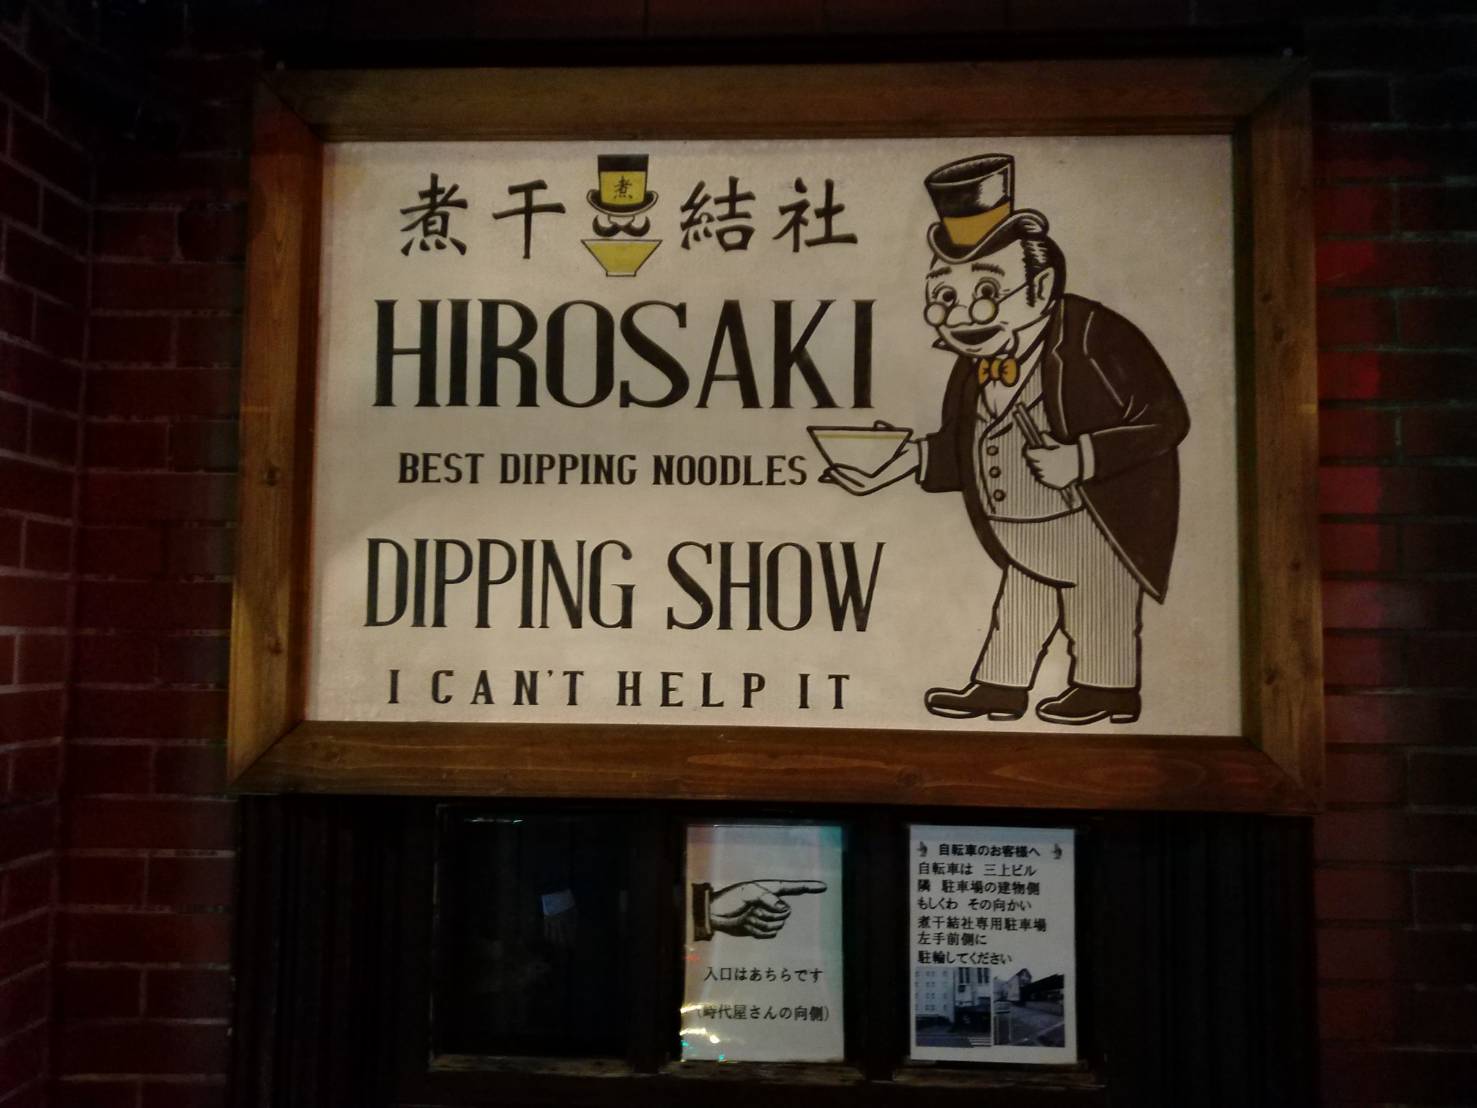 煮干 煮 結社
HIROSAKI
BEST DIPPING NOODLES
DIPPING SHOW
I CAN'T HELP IT
入口はあちらです
(時代屋さんの向側)
自転車のお客様へ
自転車は 三上ビル
隣 駐車場の建物側
もしくわ その向かい
煮干結社専用駐車場
左手前側に
駐輪してください